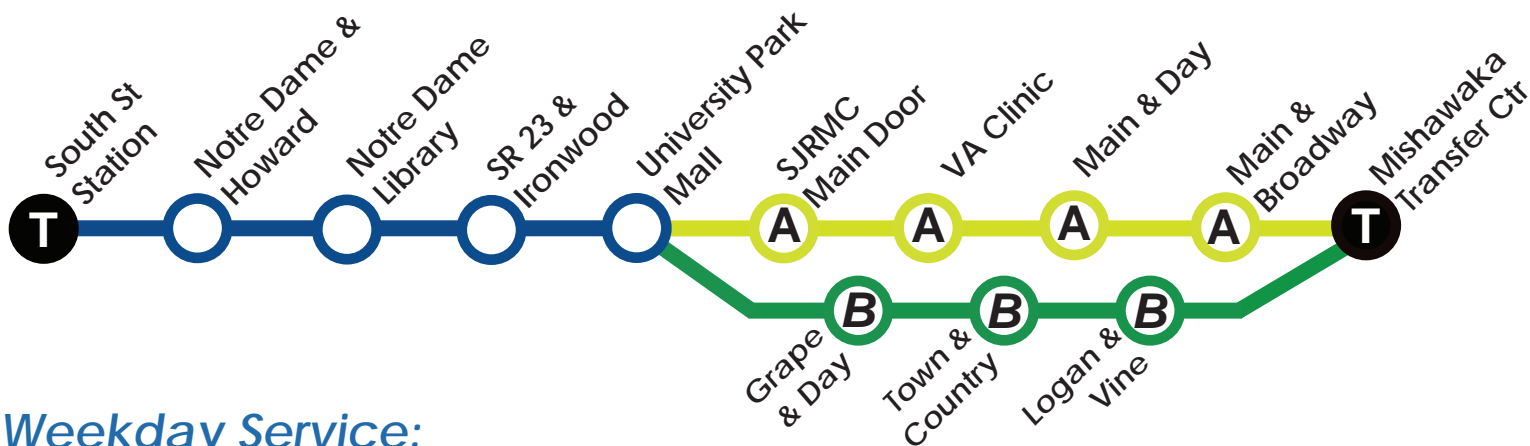 South St
Station
Notre Dame &
Howard
Notre Dame
Library
SR 23 &
Ironwood
University Park
Mall
SJRMC
Main Door
VA Clinic
Main & Day
Main &
Broadway
Mishawaka
Transfer Ctr
T
A
A
A
A
T
B
B
B
Grape
& Day
Town &
Country
Logan &
Vine
Weekday Service: